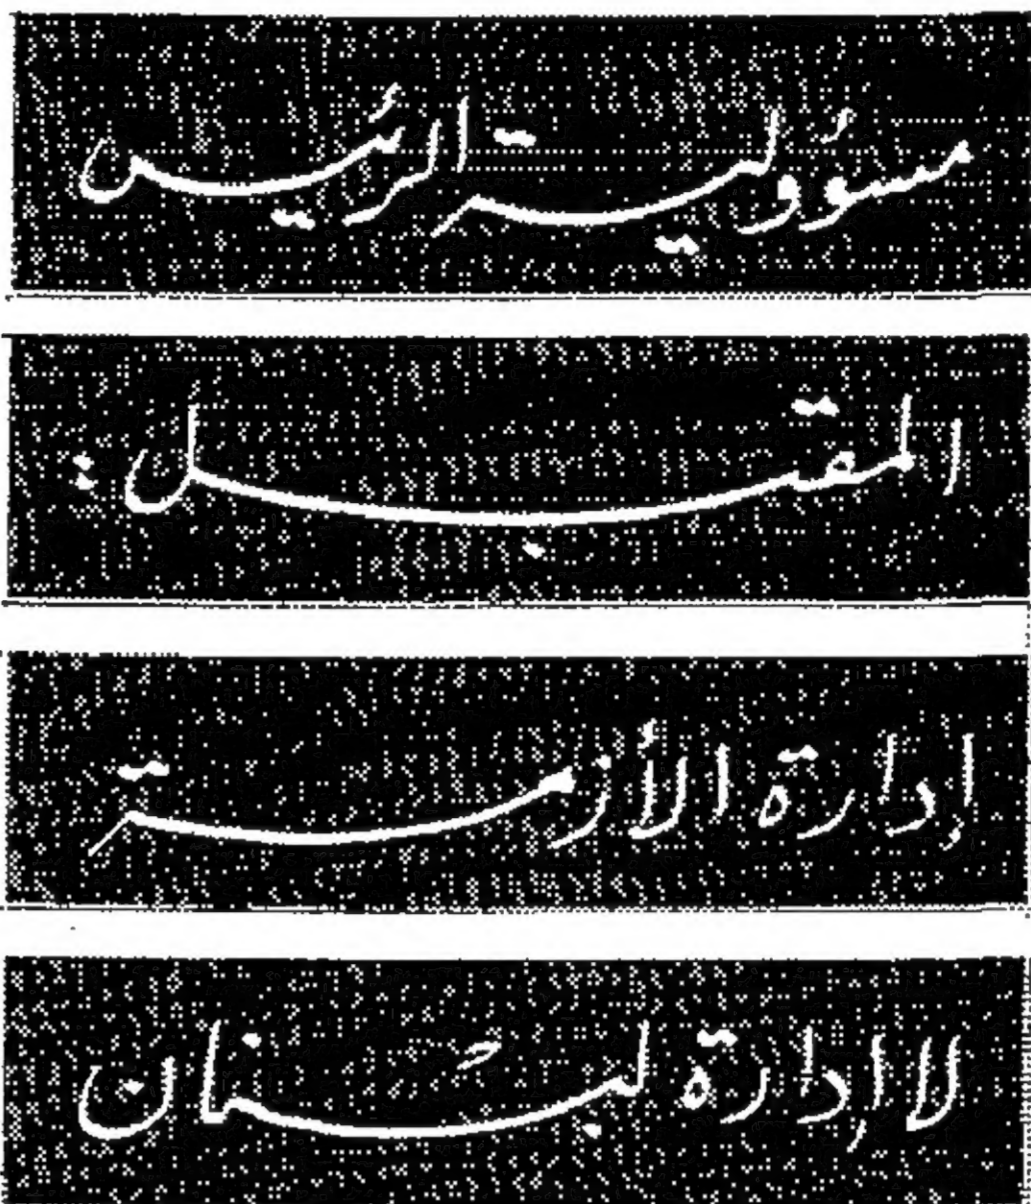 مسؤولية الرئيس
المقبل :
إدارة الأزمة
لا إدارة لبنان